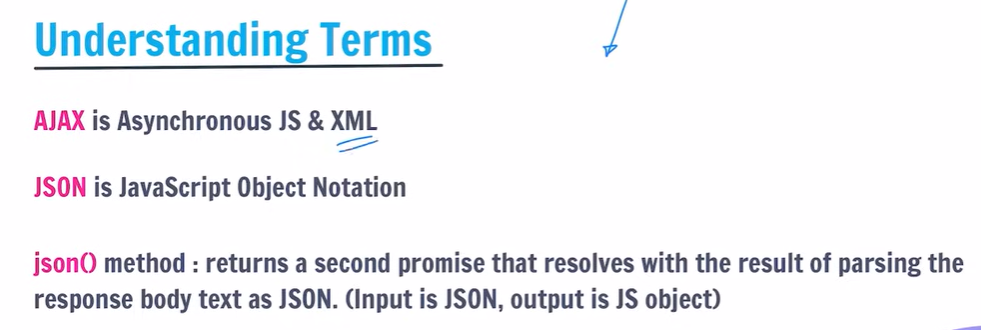 Understanding Terms
AJAX is Asynchronous JS & XML
JSON is JavaScript Object Notation
json() method : returns a second promise that resolves with the result of parsing the
response body text as JSON. (Input is JSON, output is JS object)